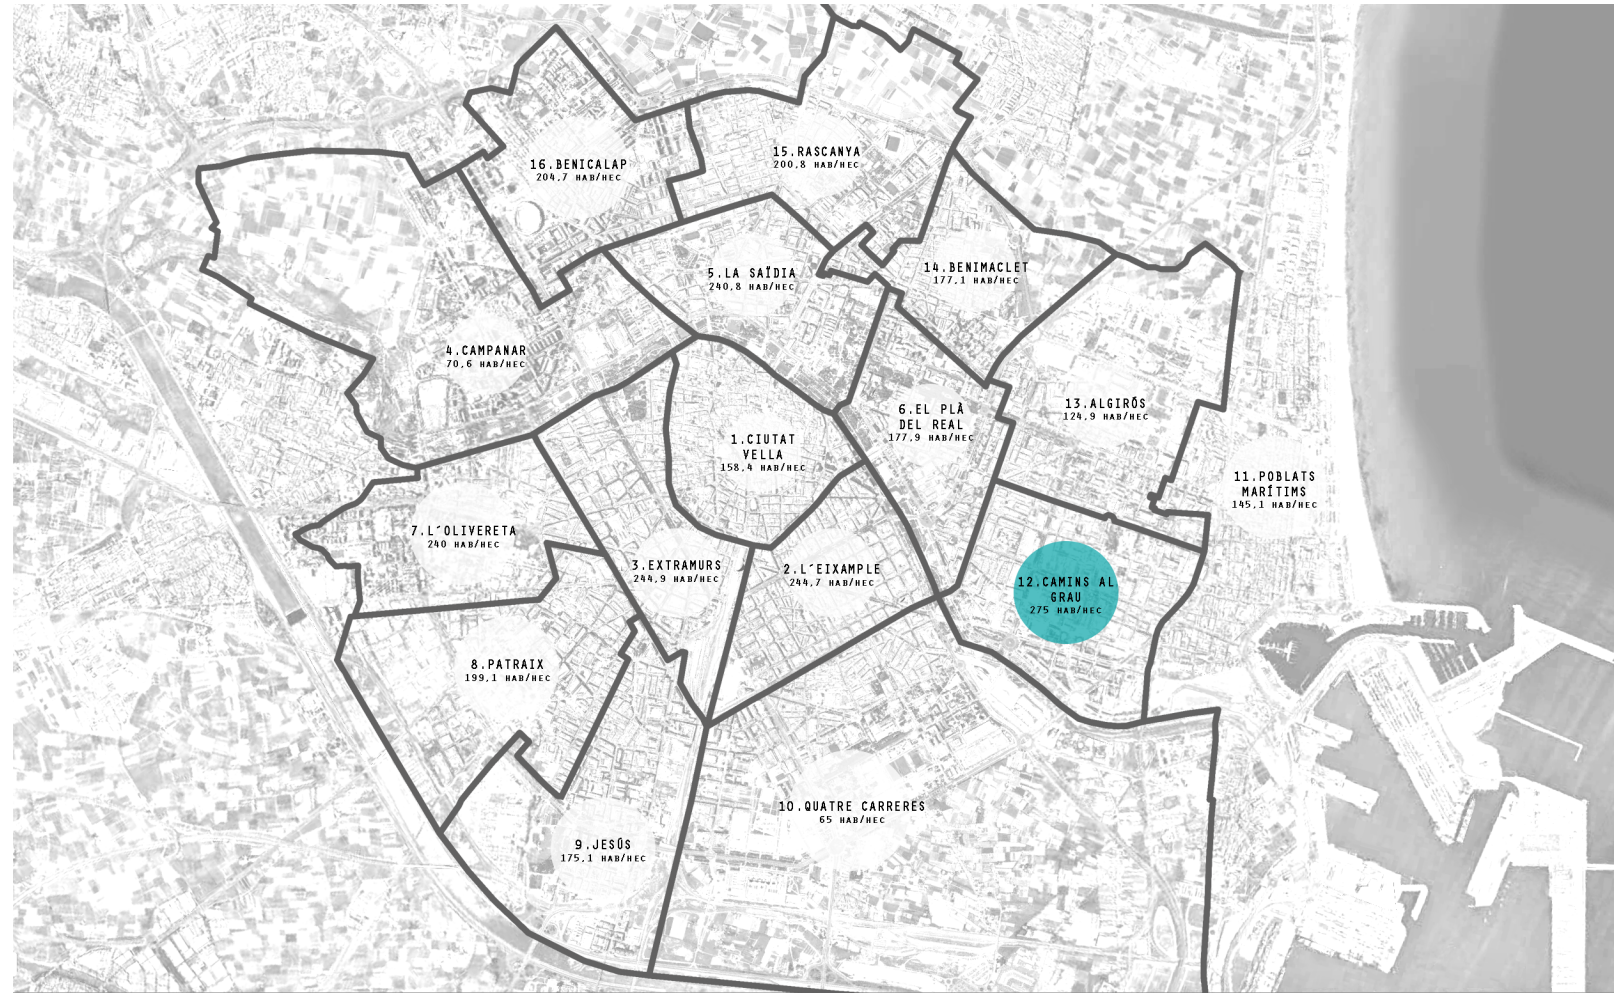 16.BENICALAP
204,7 HAB/HEC
15.RASCANYA
200,8 HAB/HEC
5.LA SAÏDIA
240,8 HAB/HEC
14.BENIMACLET
177,1 HAB/HEC
4.CAMPANAR
70,6 HAB/HEC
6.EL PLÀ
DEL REAL
177,9 HAB/HEC
13.ALGIRÓS
124,9 HAB/HEC
1.CIUTAT
VELLA
158,4 HAB/HEC
11.POBLATS
MARÍTIMS
145,1 HAB/HEC
7.L´OLIVERETA
240 HAB/HEC
3.EXTRAMURS
244,9 HAB/HEC
2.L´EIXAMPLE
244,7 HAB/HEC
12.CAMINS AL
GRAU
275 HAB/HEC
8.PATRAIX
199,1 HAB/HEC
10.QUATRE CARRERES
65 HAB/HEC
9.JESÚS
175,1 HAB/HEC